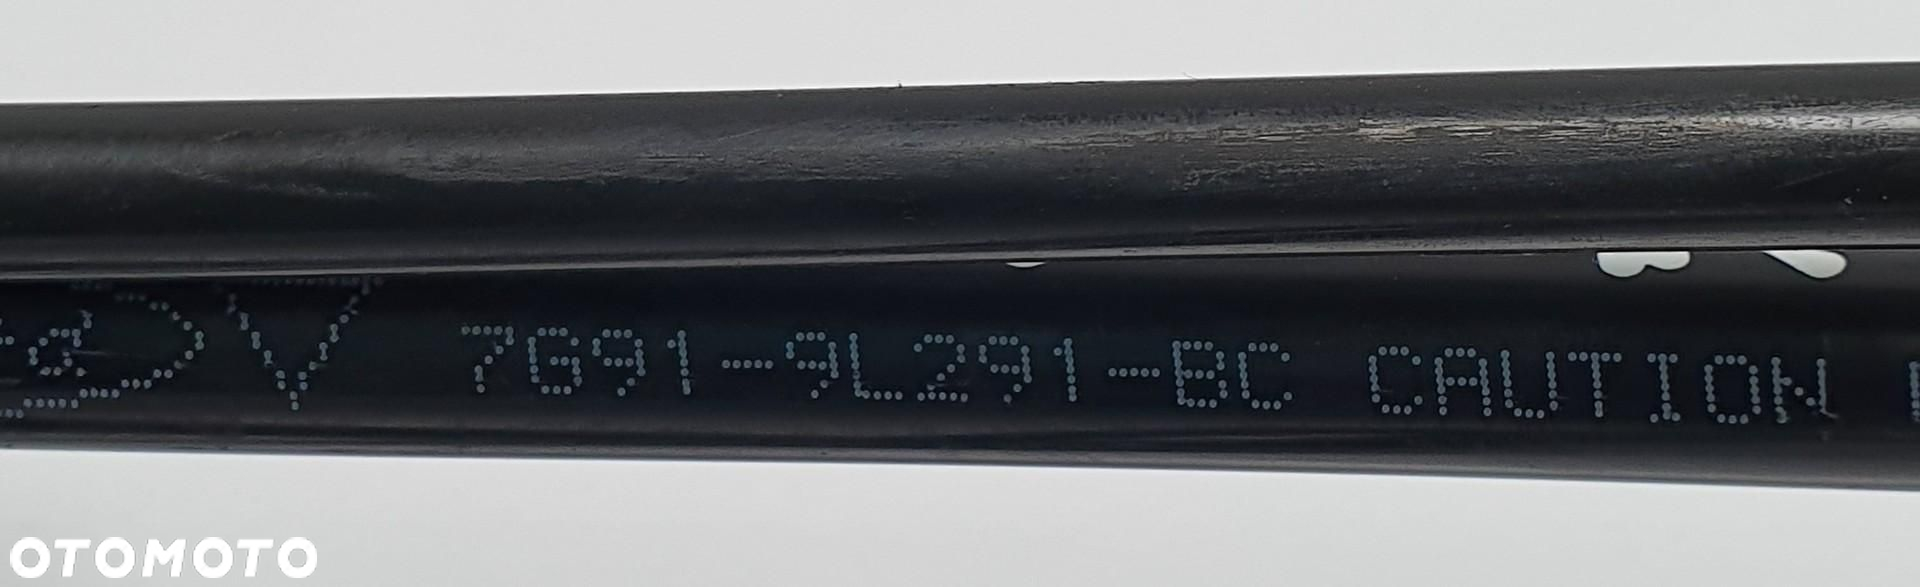 V 7G91-9L291-BC CAUTION
OTOMOTO